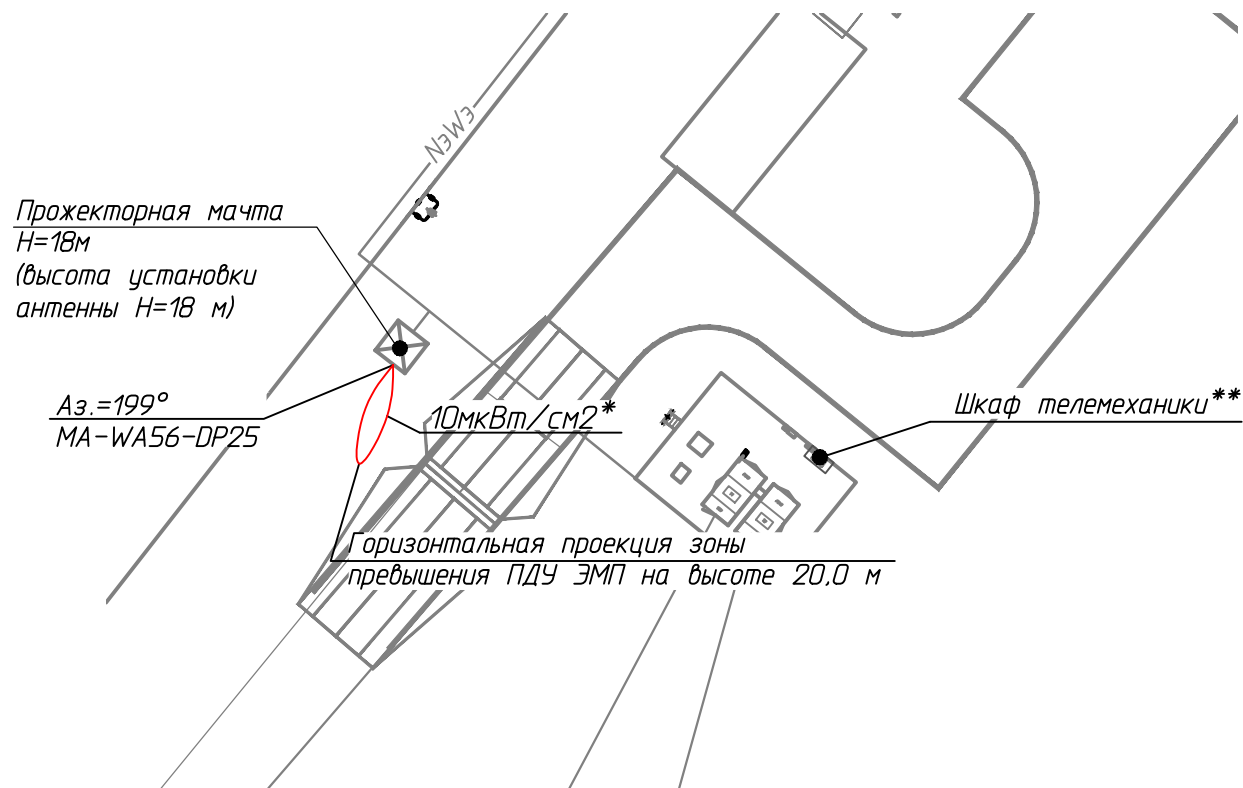 NэWэ
Прожекторная мачта
H=18м
(высота установки
антенны H=18 м)
Аз.=199°
MA-WA56-DP25
10мкВт/см2*
Шкаф телемеханики**
Горизонтальная проекция зоны
превышения ПДУ ЭМП на высоте 20,0 м